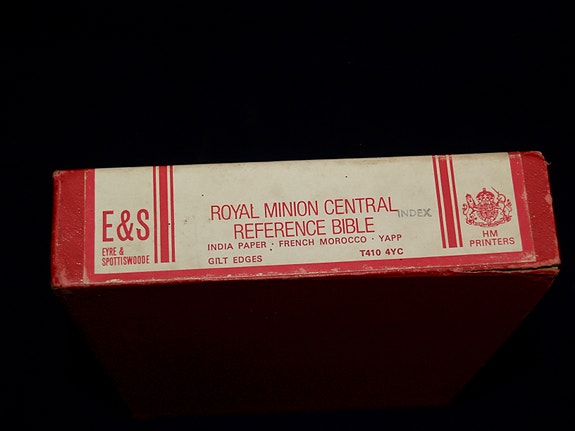 E&S
EYRE &
SPOTTISWOODE
ROYAL MINION CENTRAL INDEX
REFERENCE BIBLE
INDIA PAPER · FRENCH MOROCCO · YAPP
GILT EDGES T410 4YC
HM
PRINTERS